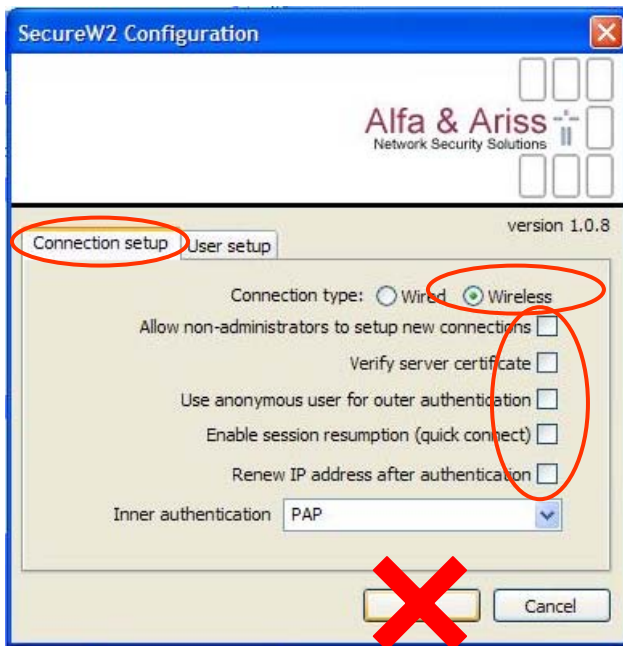 SecureW2 Configuration
Alfa & Ariss
Network Security Solutions
version 1.0.8
Connection setup
User setup
Connection type: Wired Wireless
Allow non-administrators to setup new connections
Verify server certificate
Use anonymous user for outer authentication
Enable session resumption (quick connect)
Renew IP address after authentication
Inner authentication PAP
Cancel